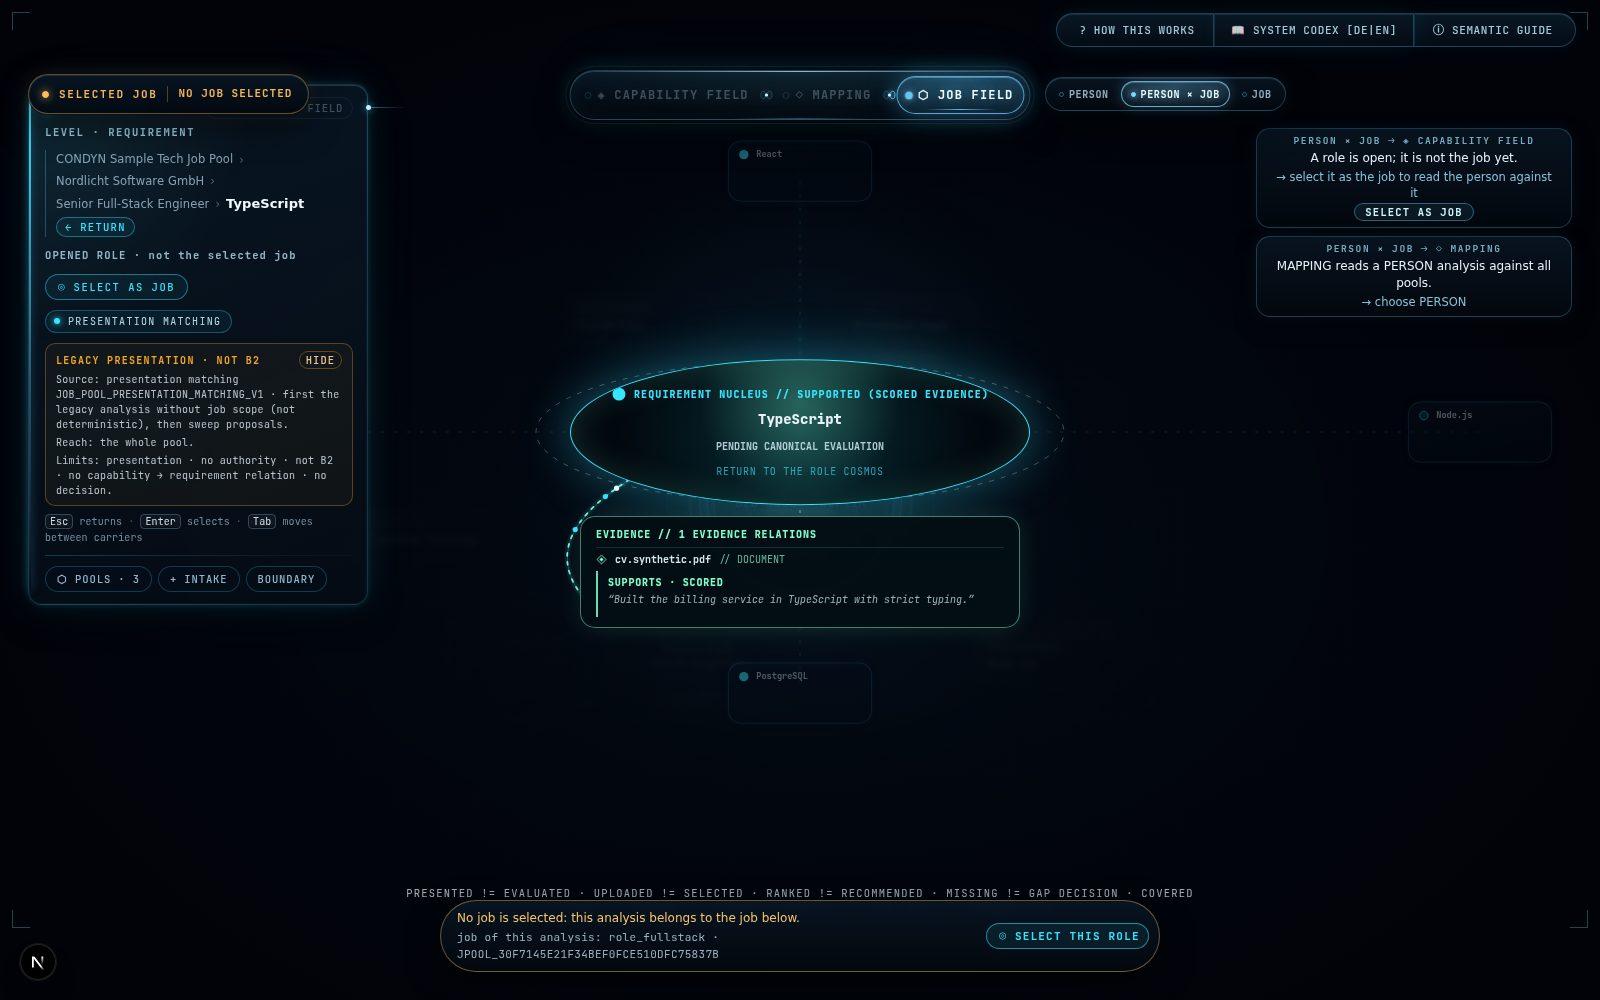 ? HOW THIS WORKS
SYSTEM CODEX [DE|EN]
SEMANTIC GUIDE
SELECTED JOB
NO JOB SELECTED
FIELD
CAPABILITY FIELD
MAPPING
JOB FIELD
PERSON
PERSON × JOB
JOB
LEVEL · REQUIREMENT
CONDYN Sample Tech Job Pool ›
Nordlicht Software GmbH ›
Senior Full-Stack Engineer › TypeScript
← RETURN
OPENED ROLE · not the selected job
◎ SELECT AS JOB
PRESENTATION MATCHING
LEGACY PRESENTATION · NOT B2
HIDE
Source: presentation matching
JOB_POOL_PRESENTATION_MATCHING_V1 · first the
legacy analysis without job scope (not
deterministic), then sweep proposals.
Reach: the whole pool.
Limits: presentation · no authority · not B2
· no capability → requirement relation · no
decision.
Esc returns · Enter selects · Tab moves
between carriers
POOLS · 3
+ INTAKE
BOUNDARY
PERSON × JOB → ◈ CAPABILITY FIELD
A role is open; it is not the job yet.
→ select it as the job to read the person against
it
SELECT AS JOB
PERSON × JOB → ◇ MAPPING
MAPPING reads a PERSON analysis against all
pools.
→ choose PERSON
React
Node.js
REQUIREMENT NUCLEUS // SUPPORTED (SCORED EVIDENCE)
TypeScript
PENDING CANONICAL EVALUATION
RETURN TO THE ROLE COSMOS
EVIDENCE // 1 EVIDENCE RELATIONS
cv.synthetic.pdf // DOCUMENT
SUPPORTS · SCORED
“Built the billing service in TypeScript with strict typing.”
PostgreSQL
PRESENTED != EVALUATED · UPLOADED != SELECTED · RANKED != RECOMMENDED · MISSING != GAP DECISION · COVERED
No job is selected: this analysis belongs to the job below.
job of this analysis: role_fullstack ·
JPOOL_30F7145E21F34BEF0FCE510DFC75837B
◎ SELECT THIS ROLE
N